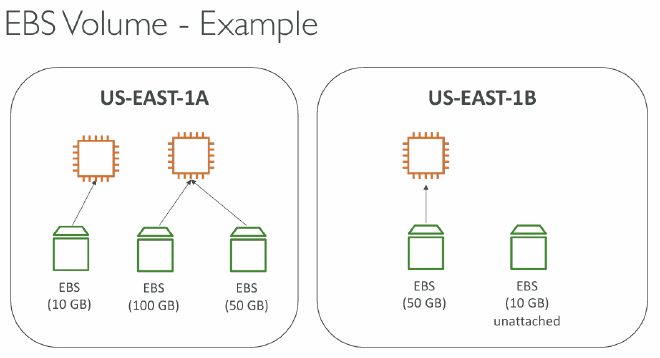 EBS Volume - Example
US-EAST-1A
US-EAST-1B
EBS
(10 GB)
EBS
(100 GB)
EBS
(50 GB)
EBS
(50 GB)
EBS
(10 GB)
unattached